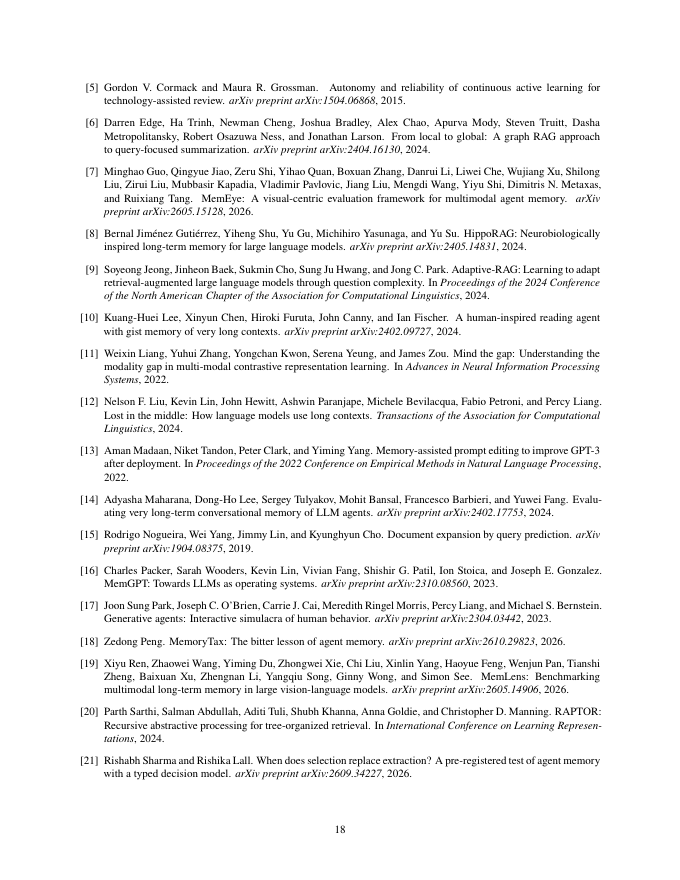 [5] Gordon V. Cormack and Maura R. Grossman. Autonomy and reliability of continuous active learning for
technology-assisted review. arXiv preprint arXiv:1504.06868, 2015.
[6] Darren Edge, Ha Trinh, Newman Cheng, Joshua Bradley, Alex Chao, Apurva Mody, Steven Truitt, Dasha
Metropolitansky, Robert Osazuwa Ness, and Jonathan Larson. From local to global: A graph RAG approach
to query-focused summarization. arXiv preprint arXiv:2404.16130, 2024.
[7] Minghao Guo, Qingyue Jiao, Zeru Shi, Yihao Quan, Boxuan Zhang, Danrui Li, Liwei Che, Wujiang Xu, Shilong
Liu, Zirui Liu, Mubbasir Kapadia, Vladimir Pavlovic, Jiang Liu, Mengdi Wang, Yiyu Shi, Dimitris N. Metaxas,
and Ruixiang Tang. MemEye: A visual-centric evaluation framework for multimodal agent memory. arXiv
preprint arXiv:2605.15128, 2026.
[8] Bernal Jiménez Gutiérrez, Yiheng Shu, Yu Gu, Michihiro Yasunaga, and Yu Su. HippoRAG: Neurobiologically
inspired long-term memory for large language models. arXiv preprint arXiv:2405.14831, 2024.
[9] Soyeong Jeong, Jinheon Baek, Sukmin Cho, Sung Ju Hwang, and Jong C. Park. Adaptive-RAG: Learning to adapt
retrieval-augmented large language models through question complexity. In Proceedings of the 2024 Conference
of the North American Chapter of the Association for Computational Linguistics, 2024.
[10] Kuang-Huei Lee, Xinyun Chen, Hiroki Furuta, John Canny, and Ian Fischer. A human-inspired reading agent
with gist memory of very long contexts. arXiv preprint arXiv:2402.09727, 2024.
[11] Weixin Liang, Yuhui Zhang, Yongchan Kwon, Serena Yeung, and James Zou. Mind the gap: Understanding the
modality gap in multi-modal contrastive representation learning. In Advances in Neural Information Processing
Systems, 2022.
[12] Nelson F. Liu, Kevin Lin, John Hewitt, Ashwin Paranjape, Michele Bevilacqua, Fabio Petroni, and Percy Liang.
Lost in the middle: How language models use long contexts. Transactions of the Association for Computational
Linguistics, 2024.
[13] Aman Madaan, Niket Tandon, Peter Clark, and Yiming Yang. Memory-assisted prompt editing to improve GPT-3
after deployment. In Proceedings of the 2022 Conference on Empirical Methods in Natural Language Processing,
2022.
[14] Adyasha Maharana, Dong-Ho Lee, Sergey Tulyakov, Mohit Bansal, Francesco Barbieri, and Yuwei Fang. Evalu-
ating very long-term conversational memory of LLM agents. arXiv preprint arXiv:2402.17753, 2024.
[15] Rodrigo Nogueira, Wei Yang, Jimmy Lin, and Kyunghyun Cho. Document expansion by query prediction. arXiv
preprint arXiv:1904.08375, 2019.
[16] Charles Packer, Sarah Wooders, Kevin Lin, Vivian Fang, Shishir G. Patil, Ion Stoica, and Joseph E. Gonzalez.
MemGPT: Towards LLMs as operating systems. arXiv preprint arXiv:2310.08560, 2023.
[17] Joon Sung Park, Joseph C. O'Brien, Carrie J. Cai, Meredith Ringel Morris, Percy Liang, and Michael S. Bernstein.
Generative agents: Interactive simulacra of human behavior. arXiv preprint arXiv:2304.03442, 2023.
[18] Zedong Peng. MemoryTax: The bitter lesson of agent memory. arXiv preprint arXiv:2610.29823, 2026.
[19] Xiyu Ren, Zhaowei Wang, Yiming Du, Zhongwei Xie, Chi Liu, Xinlin Yang, Haoyue Feng, Wenjun Pan, Tianshi
Zheng, Baixuan Xu, Zhengnan Li, Yangqiu Song, Ginny Wong, and Simon See. MemLens: Benchmarking
multimodal long-term memory in large vision-language models. arXiv preprint arXiv:2605.14906, 2026.
[20] Parth Sarthi, Salman Abdullah, Aditi Tuli, Shubh Khanna, Anna Goldie, and Christopher D. Manning. RAPTOR:
Recursive abstractive processing for tree-organized retrieval. In International Conference on Learning Represen-
tations, 2024.
[21] Rishabh Sharma and Rishika Lall. When does selection replace extraction? A pre-registered test of agent memory
with a typed decision model. arXiv preprint arXiv:2609.34227, 2026.
18